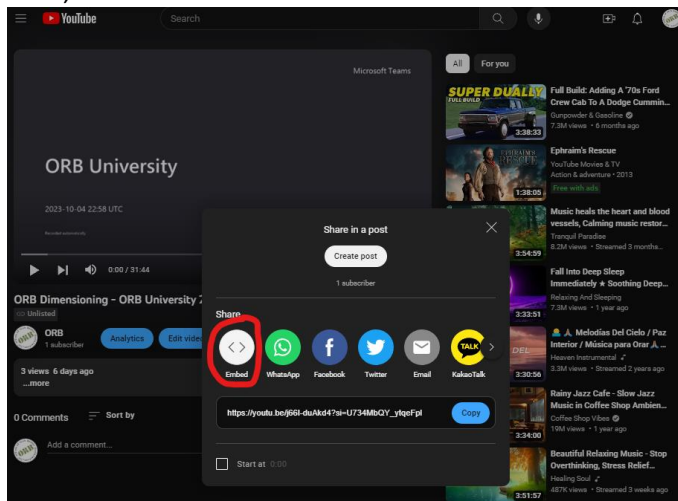 YouTube
Search
Microsoft Teams
ORB University
2023-10-04 22:58 UTC
0:00 / 31:44
ORB Dimensioning - ORB University
Unlisted
ORB
1 subscriber
Analytics
Edit video
3 views 6 days ago
...more
0 Comments
Sort by
Add a comment...
Share in a post
Create post
1 subscriber
Share
Embed
WhatsApp
Facebook
Twitter
Email
TALK
KakaoTalk
Copy
Start at 0:00
All
For you
SUPER DUALLY
FULL BUILD
3:38:33
Full Build: Adding A '70s Ford
Crew Cab To A Dodge Cummin...
Gunpowder & Gasoline
7.3M views • 6 months ago
1:38:05
Ephraim's Rescue
YouTube Movies & TV
Action & adventure • 2013
Free with ads
3:54:59
Music heals the heart and blood
vessels, Calming music restor...
Tranquil Paradise
8.2M views • Streamed 3 months...
3:33:51
Fall Into Deep Sleep
Immediately ★ Soothing Deep...
Relaxing And Sleeping
7.3M views • 1 year ago
DEL
3:30:56
Melodías Del Cielo / Paz
Interior / Música para Orar
Heaven Instrumental
3.3M views • Streamed 2 years ago
3:34:00
Rainy Jazz Cafe - Slow Jazz
Music in Coffee Shop Ambien...
Coffee Shop Vibes
19M views • 1 year ago
3:51:57
Beautiful Relaxing Music - Stop
Overthinking, Stress Relief...
Healing Soul
487K views • Streamed 3 weeks ago